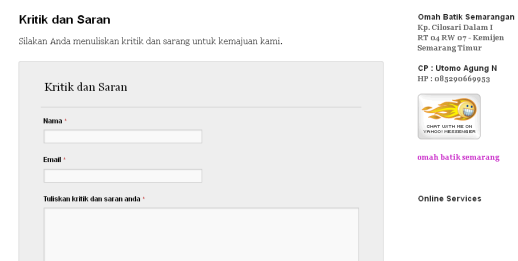 Kritik dan Saran
Silakan Anda menuliskan kritik dan sarang untuk kemajuan kami.
Kritik dan Saran
Nama *
Email *
Tuliskan kritik dan saran anda *
Omah Batik Semarangan
Kp. Cilosari Dalam I
RT 04 RW 07 - Kemijen
Semarang Timur
CP : Utomo Agung N
HP : 085290669953
CHAT WITH ME ON
YAHOO! MESSENGER
omah batik semarang
Online Services